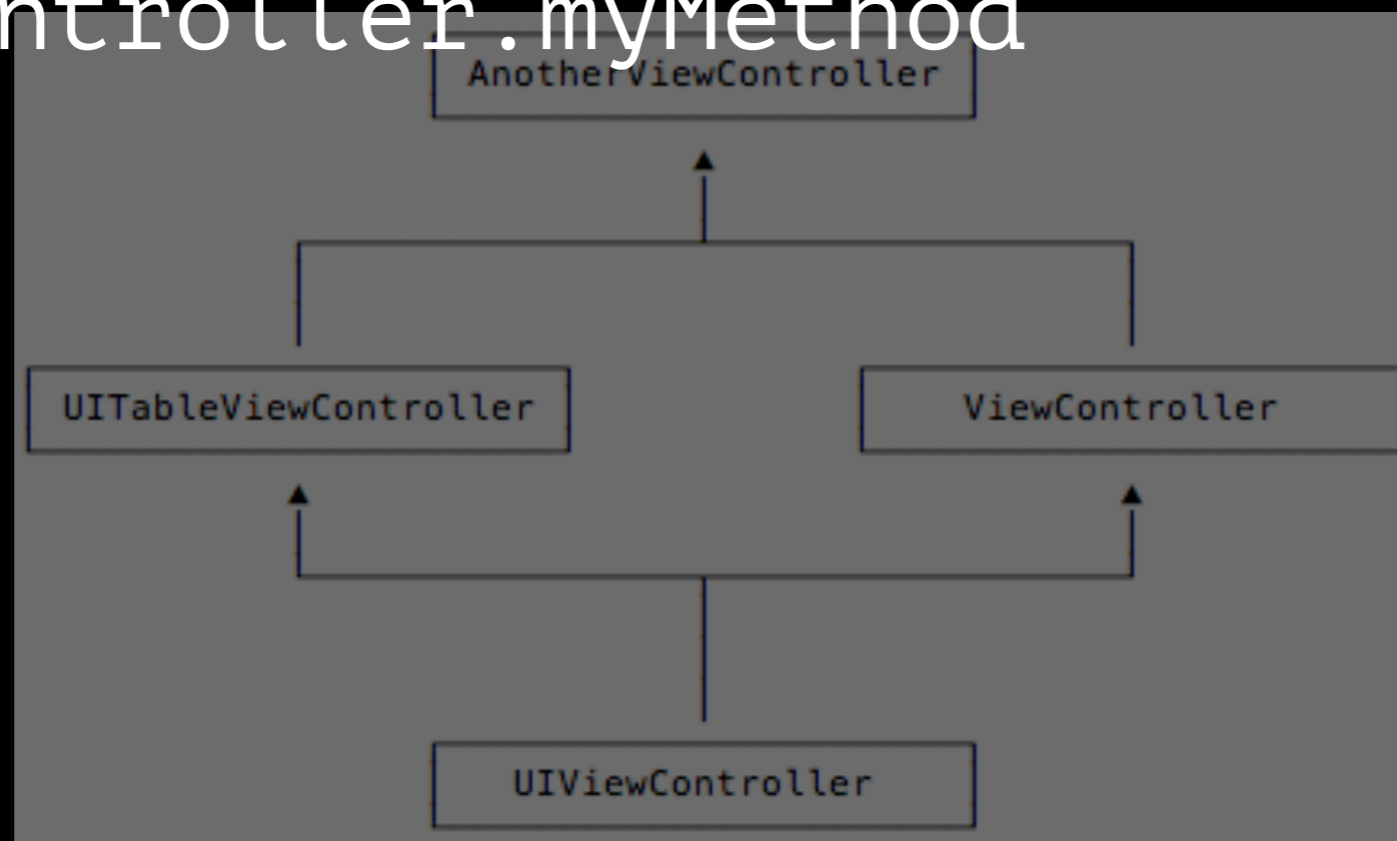 ntroller.myMethod
AnotherViewController
UITableViewController ViewController
UIViewController